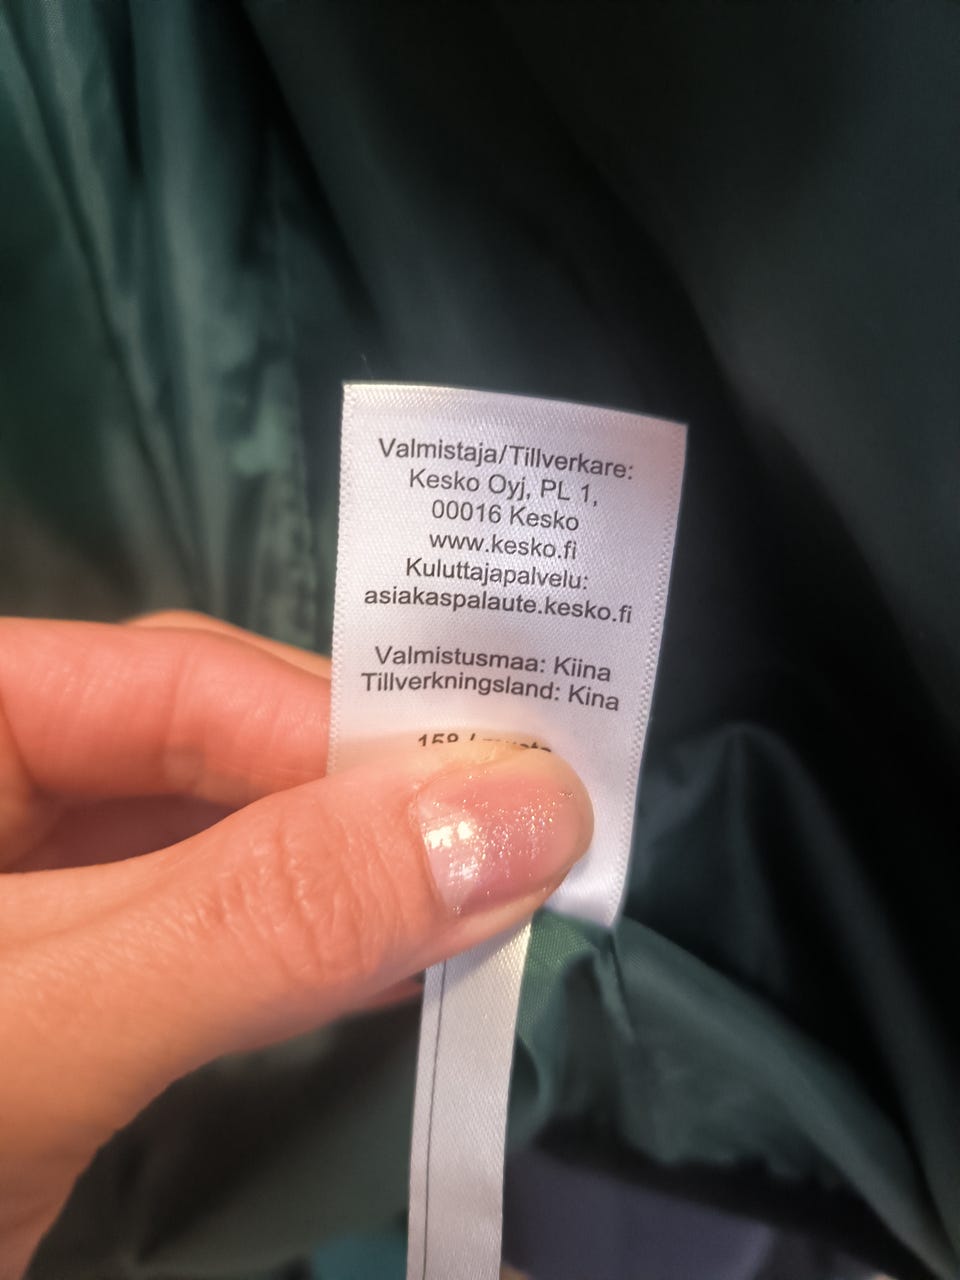 Valmistaja/Tillverkare:
Kesko Oyj, PL 1,
00016 Kesko
www.kesko.fi
Kuluttajapalvelu:
asiakaspalaute.kesko.fi
Valmistusmaa: Kiina
Tillverkningsland: Kina
158 /